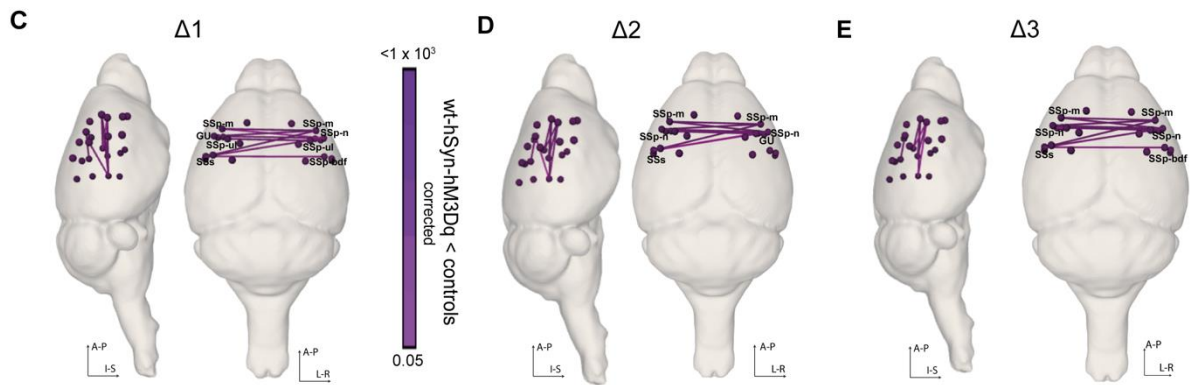 C
Δ1
<1 x 10³
wt-hSyn-hM3Dq < controls
corrected
0.05
SSp-m
SSp-m
GU
SSp-n
SSp-ul
SSp-ul
SSs
SSp-bdf
A-P
I-S
A-P
L-R
D
Δ2
SSp-m
SSp-m
SSp-n
SSp-n
GU
SSs
A-P
I-S
A-P
L-R
E
Δ3
SSp-m
SSp-m
SSp-n
SSp-n
SSs
SSp-bdf
A-P
I-S
A-P
L-R